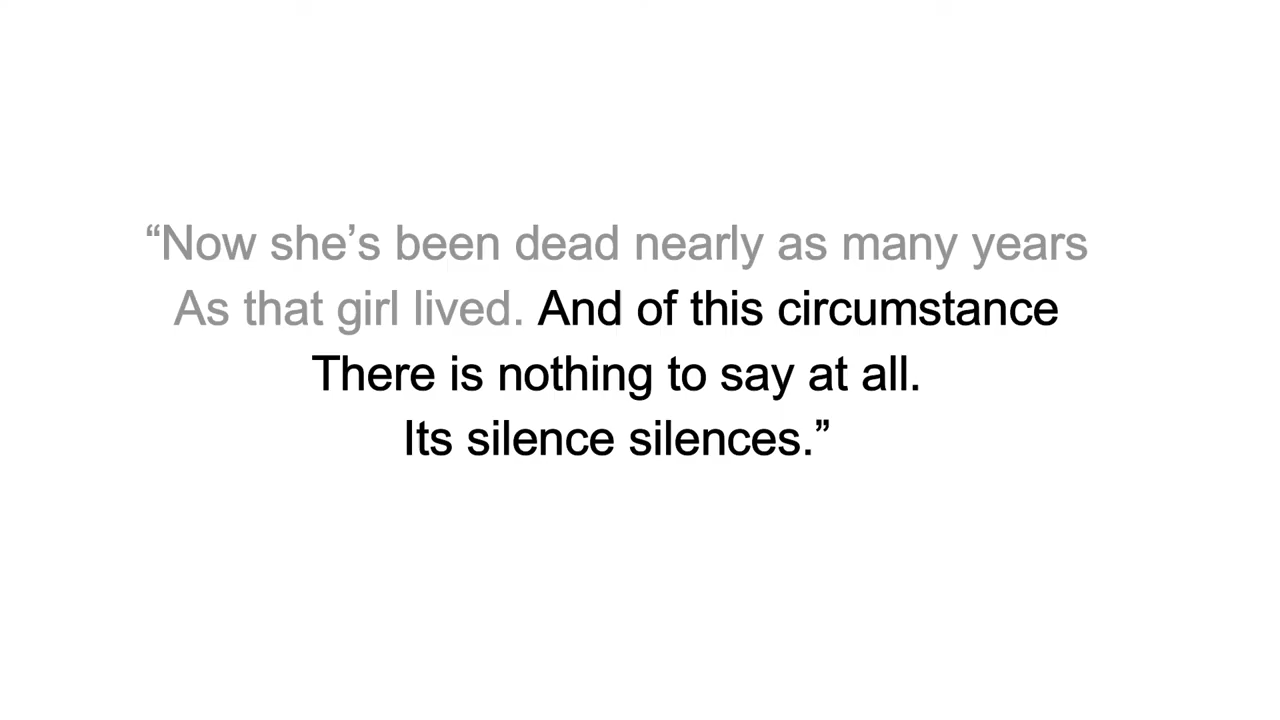 “Now she’s been dead nearly as many years
As that girl lived. And of this circumstance
There is nothing to say at all.
Its silence silences.”